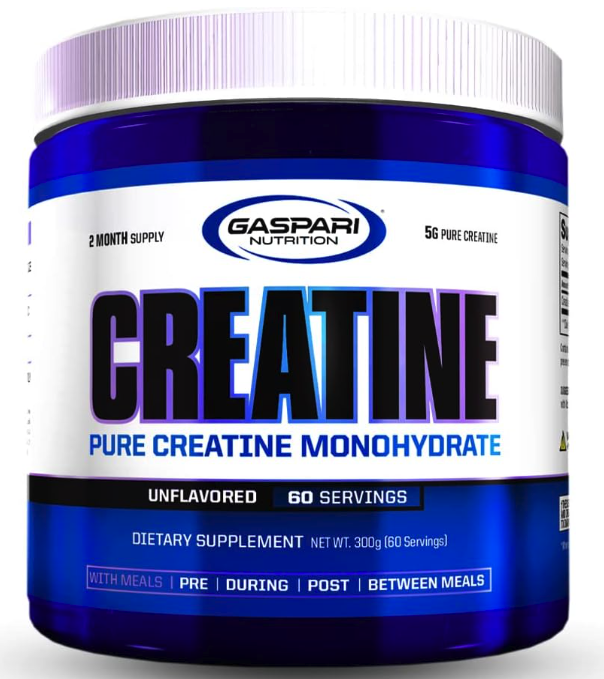 GASPARI
NUTRITION
2 MONTH SUPPLY
5G PURE CREATINE
CREATINE
PURE CREATINE MONOHYDRATE
UNFLAVORED 60 SERVINGS
DIETARY SUPPLEMENT NET WT. 300g (60 Servings)
WITH MEALS | PRE | DURING | POST | BETWEEN MEALS